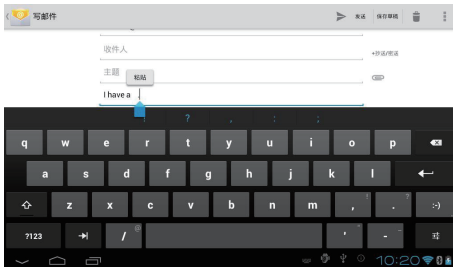 写邮件 发送 保存草稿
收件人 +抄送/密送
主题
粘贴
I have a .
! ? , : ;
q w e r t y u i o p
a s d f g h j k l
z x c v b n m , ! . ? :-)
?123 / @ ' " - _
10:20